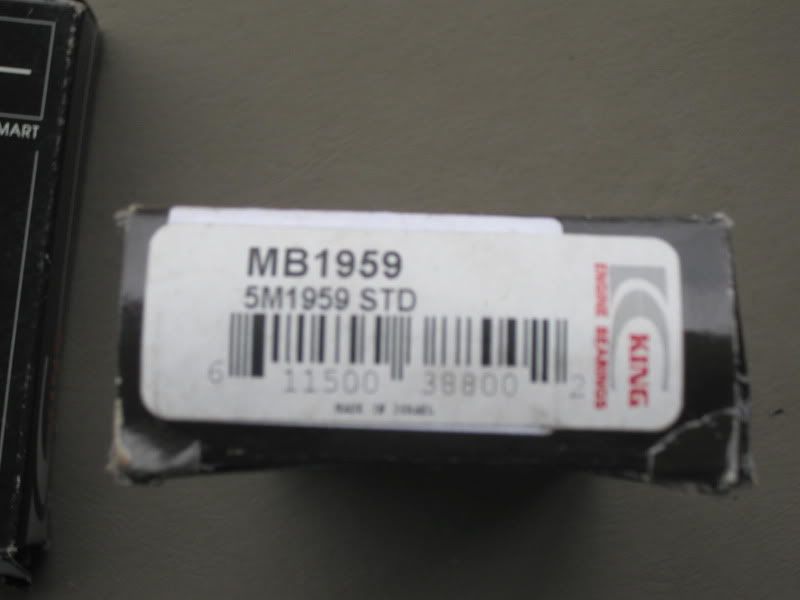 MART
MB1959
5M1959 STD
6 11500 38800 2
MADE IN ISRAEL
KING
ENGINE BEARINGS